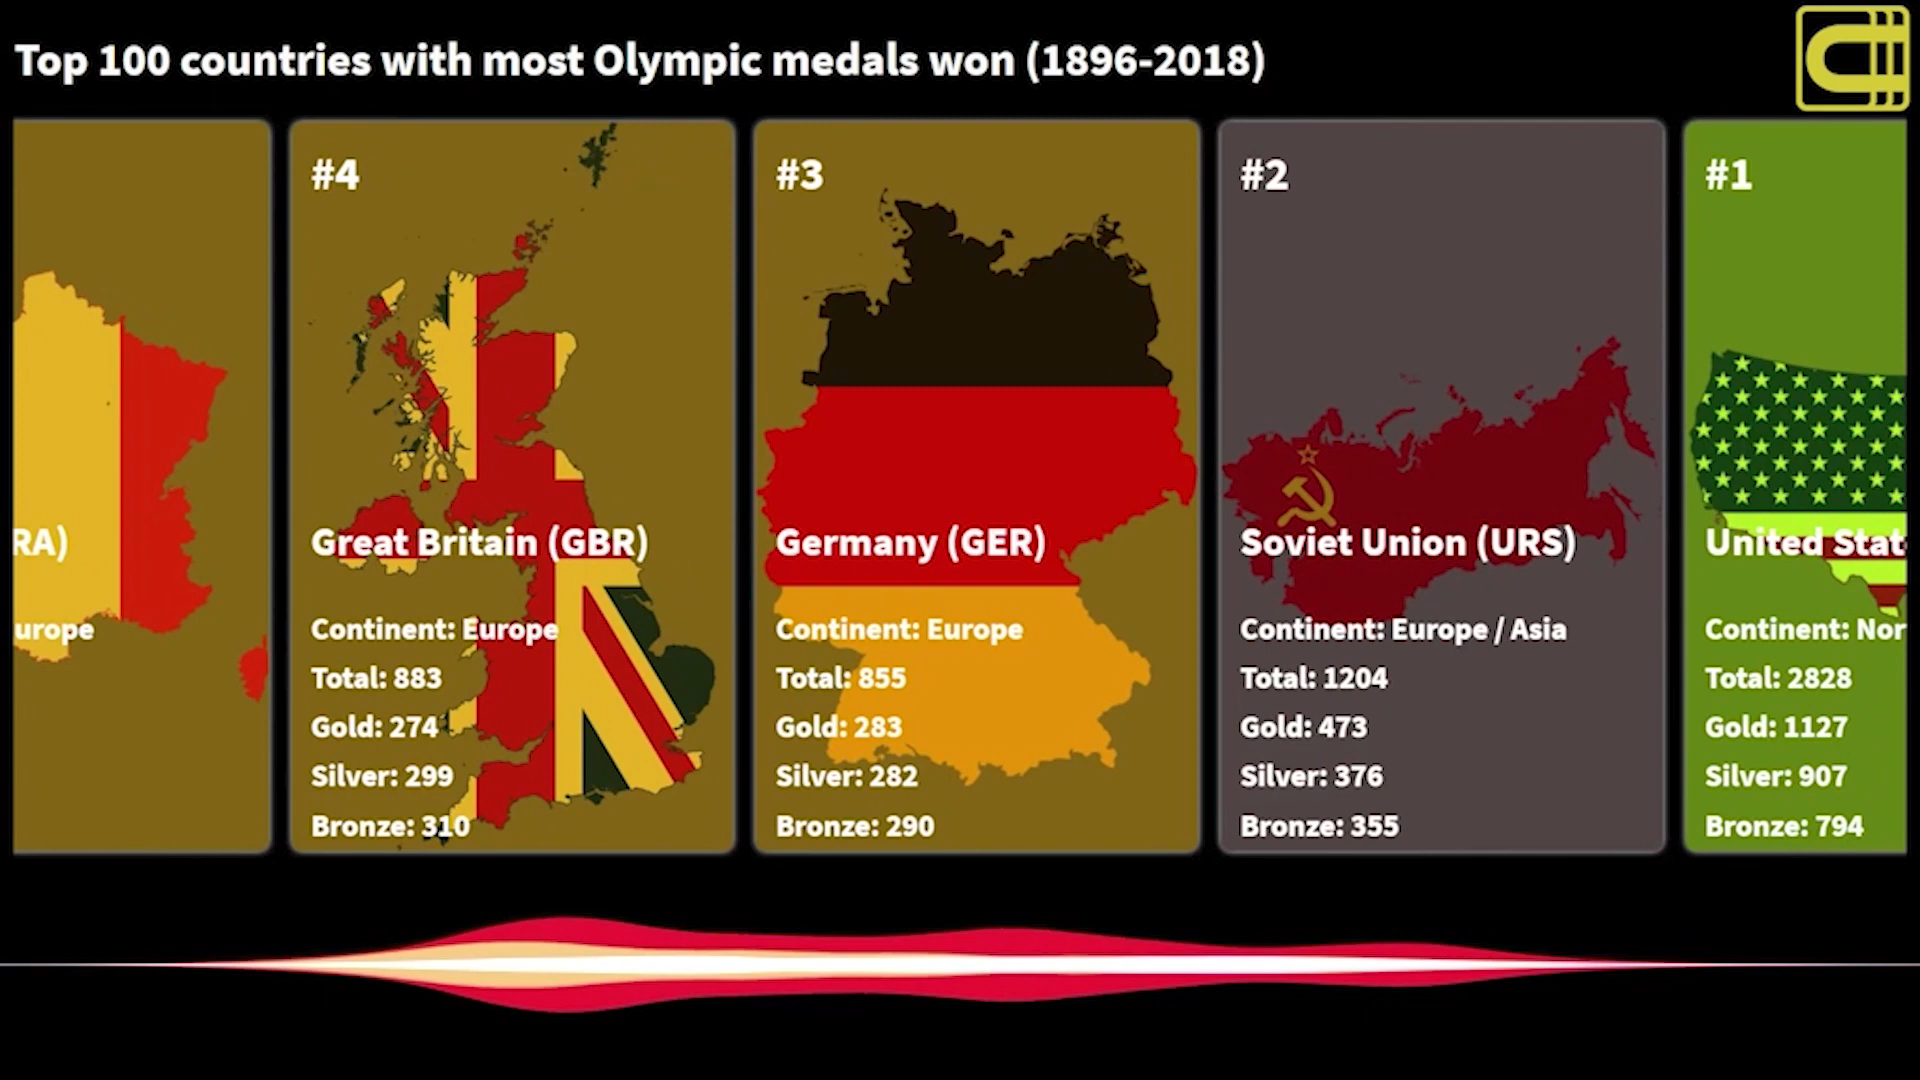 Top 100 countries with most Olympic medals won (1896-2018)
RA)
urope
#4
Great Britain (GBR)
Continent: Europe
Total: 883
Gold: 274
Silver: 299
Bronze: 310
#3
Germany (GER)
Continent: Europe
Total: 855
Gold: 283
Silver: 282
Bronze: 290
#2
Soviet Union (URS)
Continent: Europe / Asia
Total: 1204
Gold: 473
Silver: 376
Bronze: 355
#1
United Stat
Continent: Nor
Total: 2828
Gold: 1127
Silver: 907
Bronze: 794